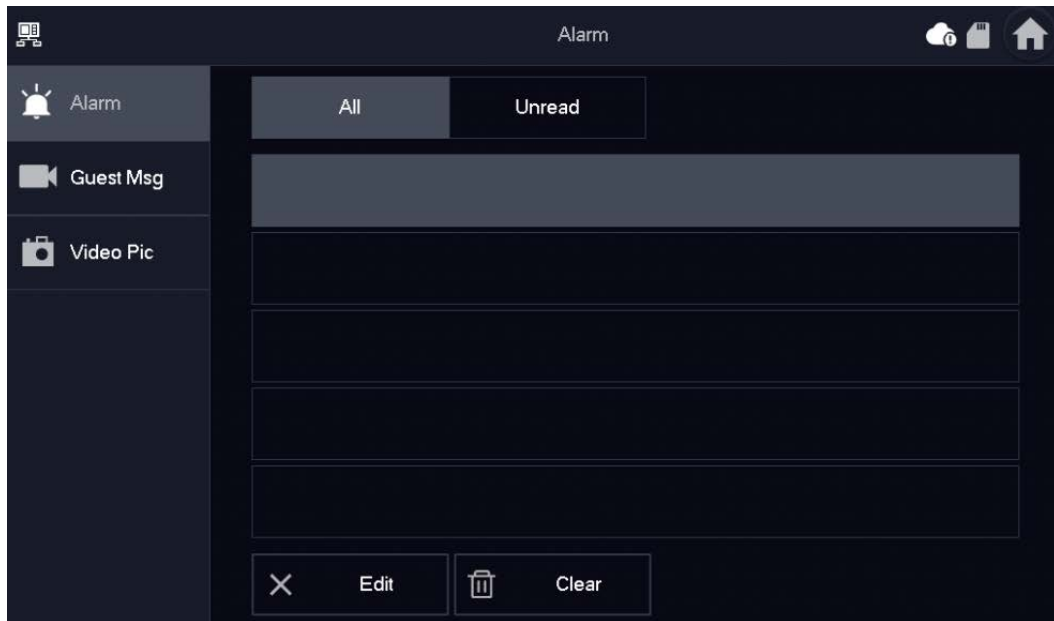 Alarm
Alarm
Guest Msg
Video Pic
All
Unread
Edit
Clear